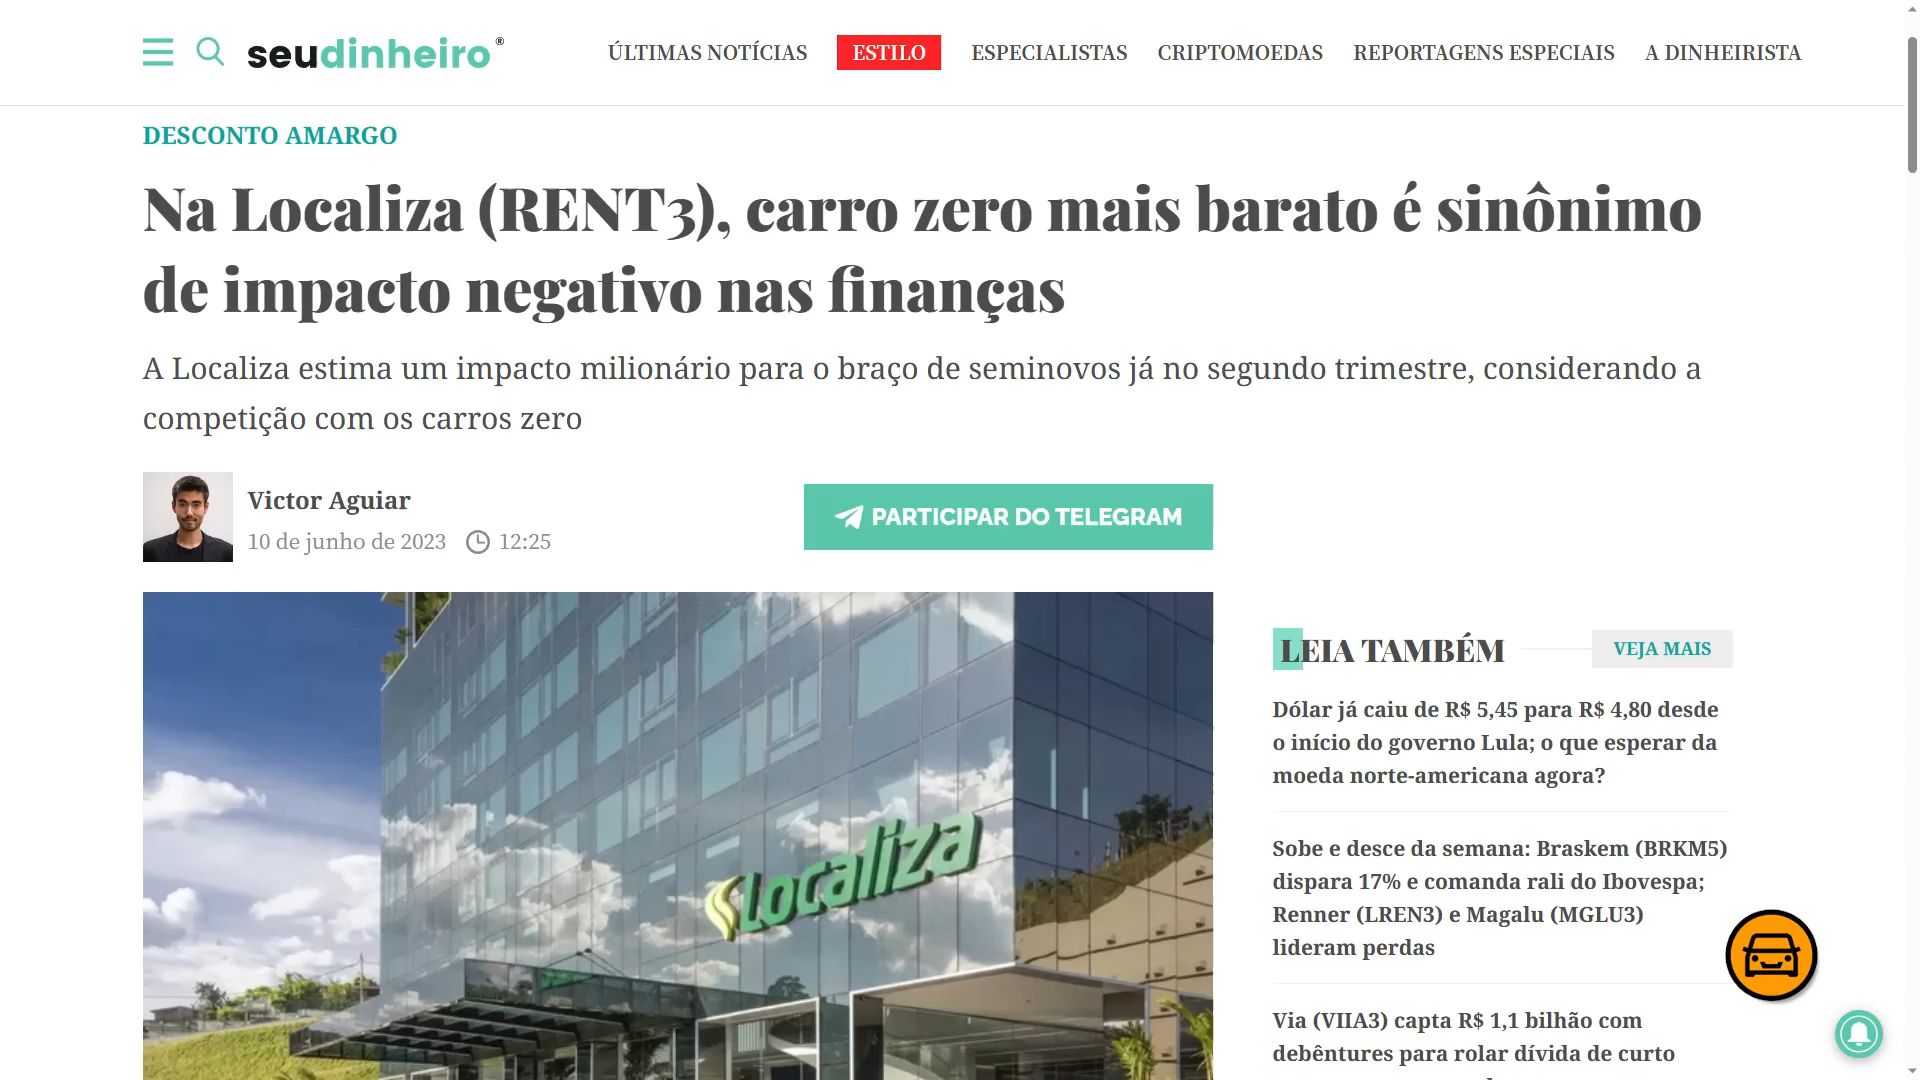 seudinheiro®
ÚLTIMAS NOTÍCIAS
ESTILO
ESPECIALISTAS
CRIPTOMOEDAS
REPORTAGENS ESPECIAIS
A DINHEIRISTA
DESCONTO AMARGO
Na Localiza (RENT3), carro zero mais barato é sinônimo
de impacto negativo nas finanças
A Localiza estima um impacto milionário para o braço de seminovos já no segundo trimestre, considerando a
competição com os carros zero
Victor Aguiar
10 de junho de 2023 12:25
PARTICIPAR DO TELEGRAM
Localiza
LEIA TAMBÉM
VEJA MAIS
Dólar já caiu de R$ 5,45 para R$ 4,80 desde
o início do governo Lula; o que esperar da
moeda norte-americana agora?
Sobe e desce da semana: Braskem (BRKM5)
dispara 17% e comanda rali do Ibovespa;
Renner (LREN3) e Magalu (MGLU3)
lideram perdas
Via (VIIA3) capta R$ 1,1 bilhão com
debêntures para rolar dívida de curto